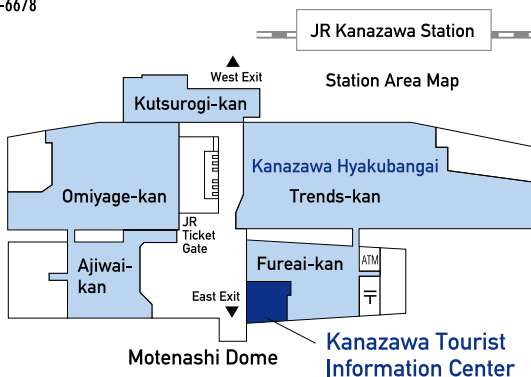 -6678
JR Kanazawa Station
West Exit
Station Area Map
Kutsurogi-kan
Kanazawa Hyakubangai
Omiyage-kan
Trends-kan
JR
Ticket
Gate
Ajiwai-
kan
Fureai-kan
ATM
〒
East Exit
Motenashi Dome
Kanazawa Tourist
Information Center